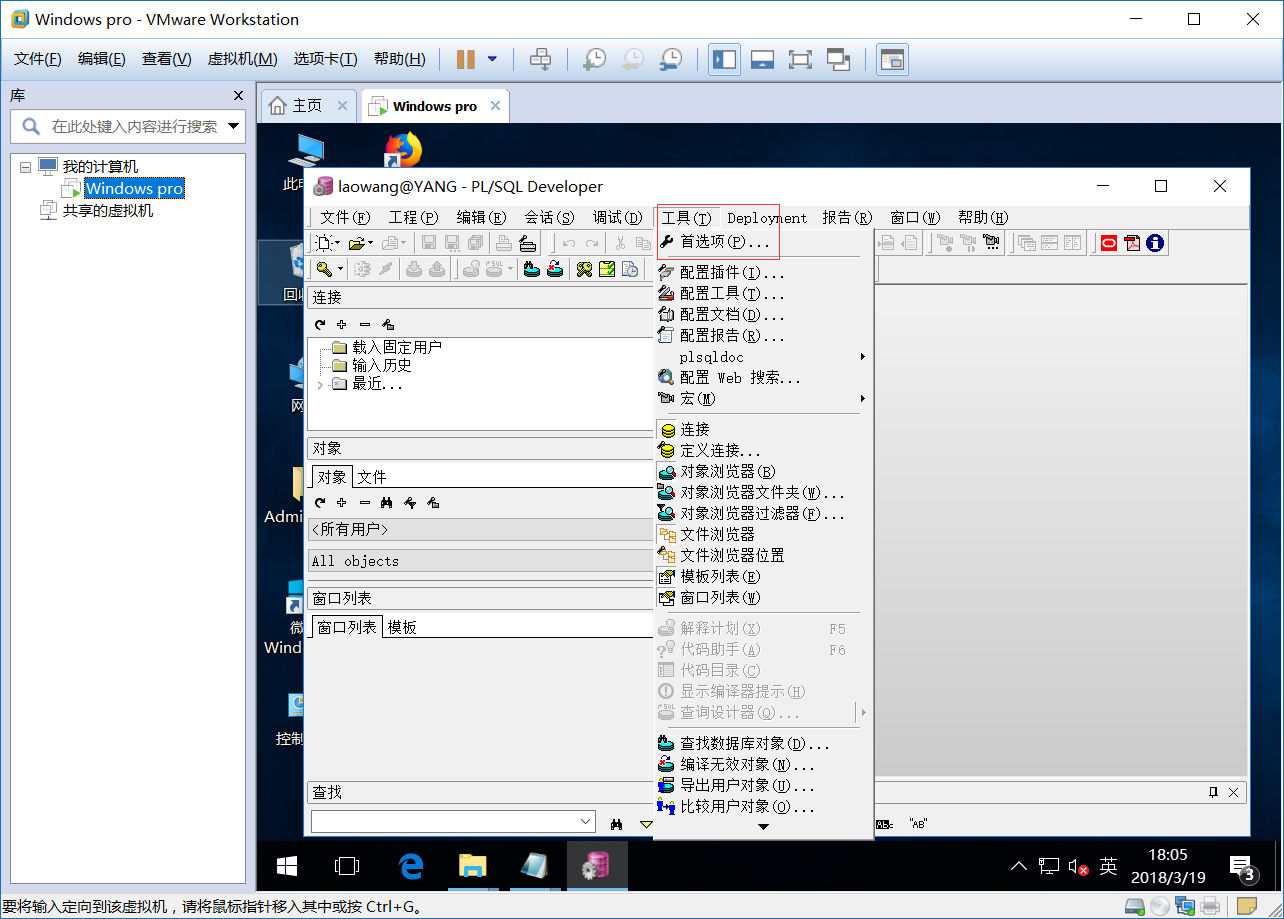 Windows pro - VMware Workstation
文件(F) 编辑(E) 查看(V) 虚拟机(M) 选项卡(T) 帮助(H)
库
在此处键入内容进行搜索
我的计算机
Windows pro
共享的虚拟机
主页
Windows pro
laowang@YANG - PL/SQL Developer
文件(F) 工程(P) 编辑(E) 会话(S) 调试(D) 工具(T) Deployment 报告(R) 窗口(W) 帮助(H)
首选项(P)...
配置插件(I)...
配置工具(T)...
配置文档(D)...
配置报告(R)...
plsqldoc
配置 Web 搜索...
宏(M)
连接
定义连接...
对象浏览器(B)
对象浏览器文件夹(W)...
对象浏览器过滤器(F)...
文件浏览器
文件浏览器位置
模板列表(E)
窗口列表(W)
解释计划(X) F5
代码助手(A) F6
代码目录(C)
显示编译器提示(H)
查询设计器(Q)...
查找数据库对象(D)...
编译无效对象(N)...
导出用户对象(U)...
比较用户对象(O)...
连接
载入固定用户
输入历史
最近...
对象
对象 文件
<所有用户>
All objects
窗口列表
窗口列表 模板
查找
"AB"
此
回
网
Admi
微
Wind
控制
英
18:05
2018/3/19
3
要将输入定向到该虚拟机，请将鼠标指针移入其中或按 Ctrl+G。